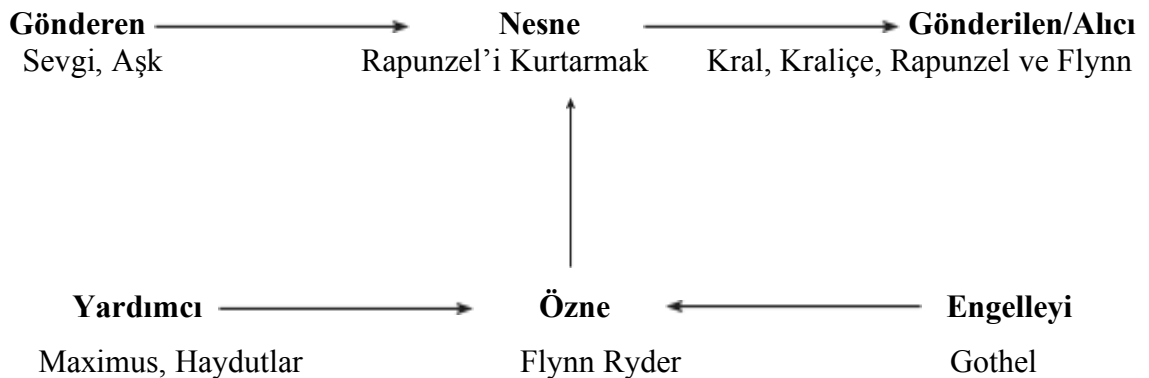 Gönderen Nesne Gönderilen/Alıcı
Sevgi, Aşk Rapunzel’i Kurtarmak Kral, Kraliçe, Rapunzel ve Flynn
Yardımcı Özne Engelleyi
Maximus, Haydutlar Flynn Ryder Gothel